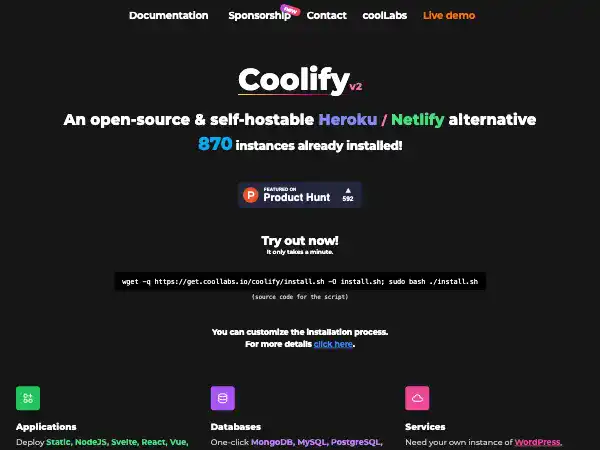 Documentation Sponsorship new Contact coolLabs Live demo
Coolify v2
An open-source & self-hostable Heroku / Netlify alternative
870 instances already installed!
FEATURED ON
Product Hunt
592
Try out now!
It only takes a minute.
wget -q https://get.coollabs.io/coolify/install.sh -O install.sh; sudo bash ./install.sh
(source code for the script)
You can customize the installation process.
For more details click here.
Applications
Deploy Static, NodeJS, Svelte, React, Vue,
Databases
One-click MongoDB, MySQL, PostgreSQL,
Services
Need your own instance of WordPress,